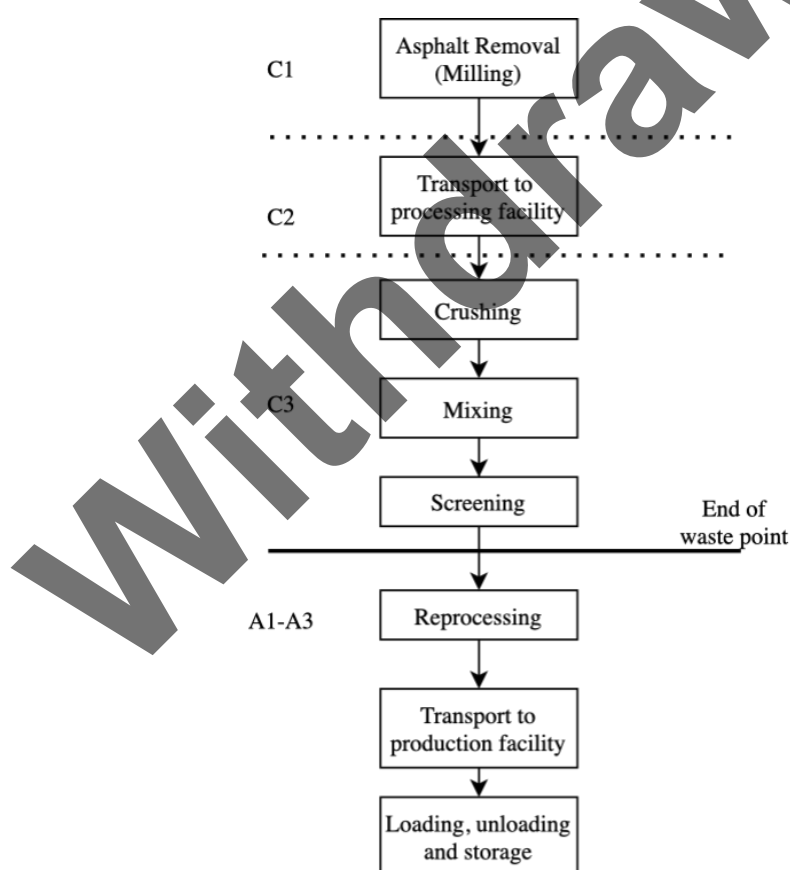 Asphalt Removal
(Milling)
C1
Transport to
processing facility
C2
Crushing
C3
Mixing
Screening
End of
waste point
A1-A3
Reprocessing
Transport to
production facility
Loading, unloading
and storage
Withdraw